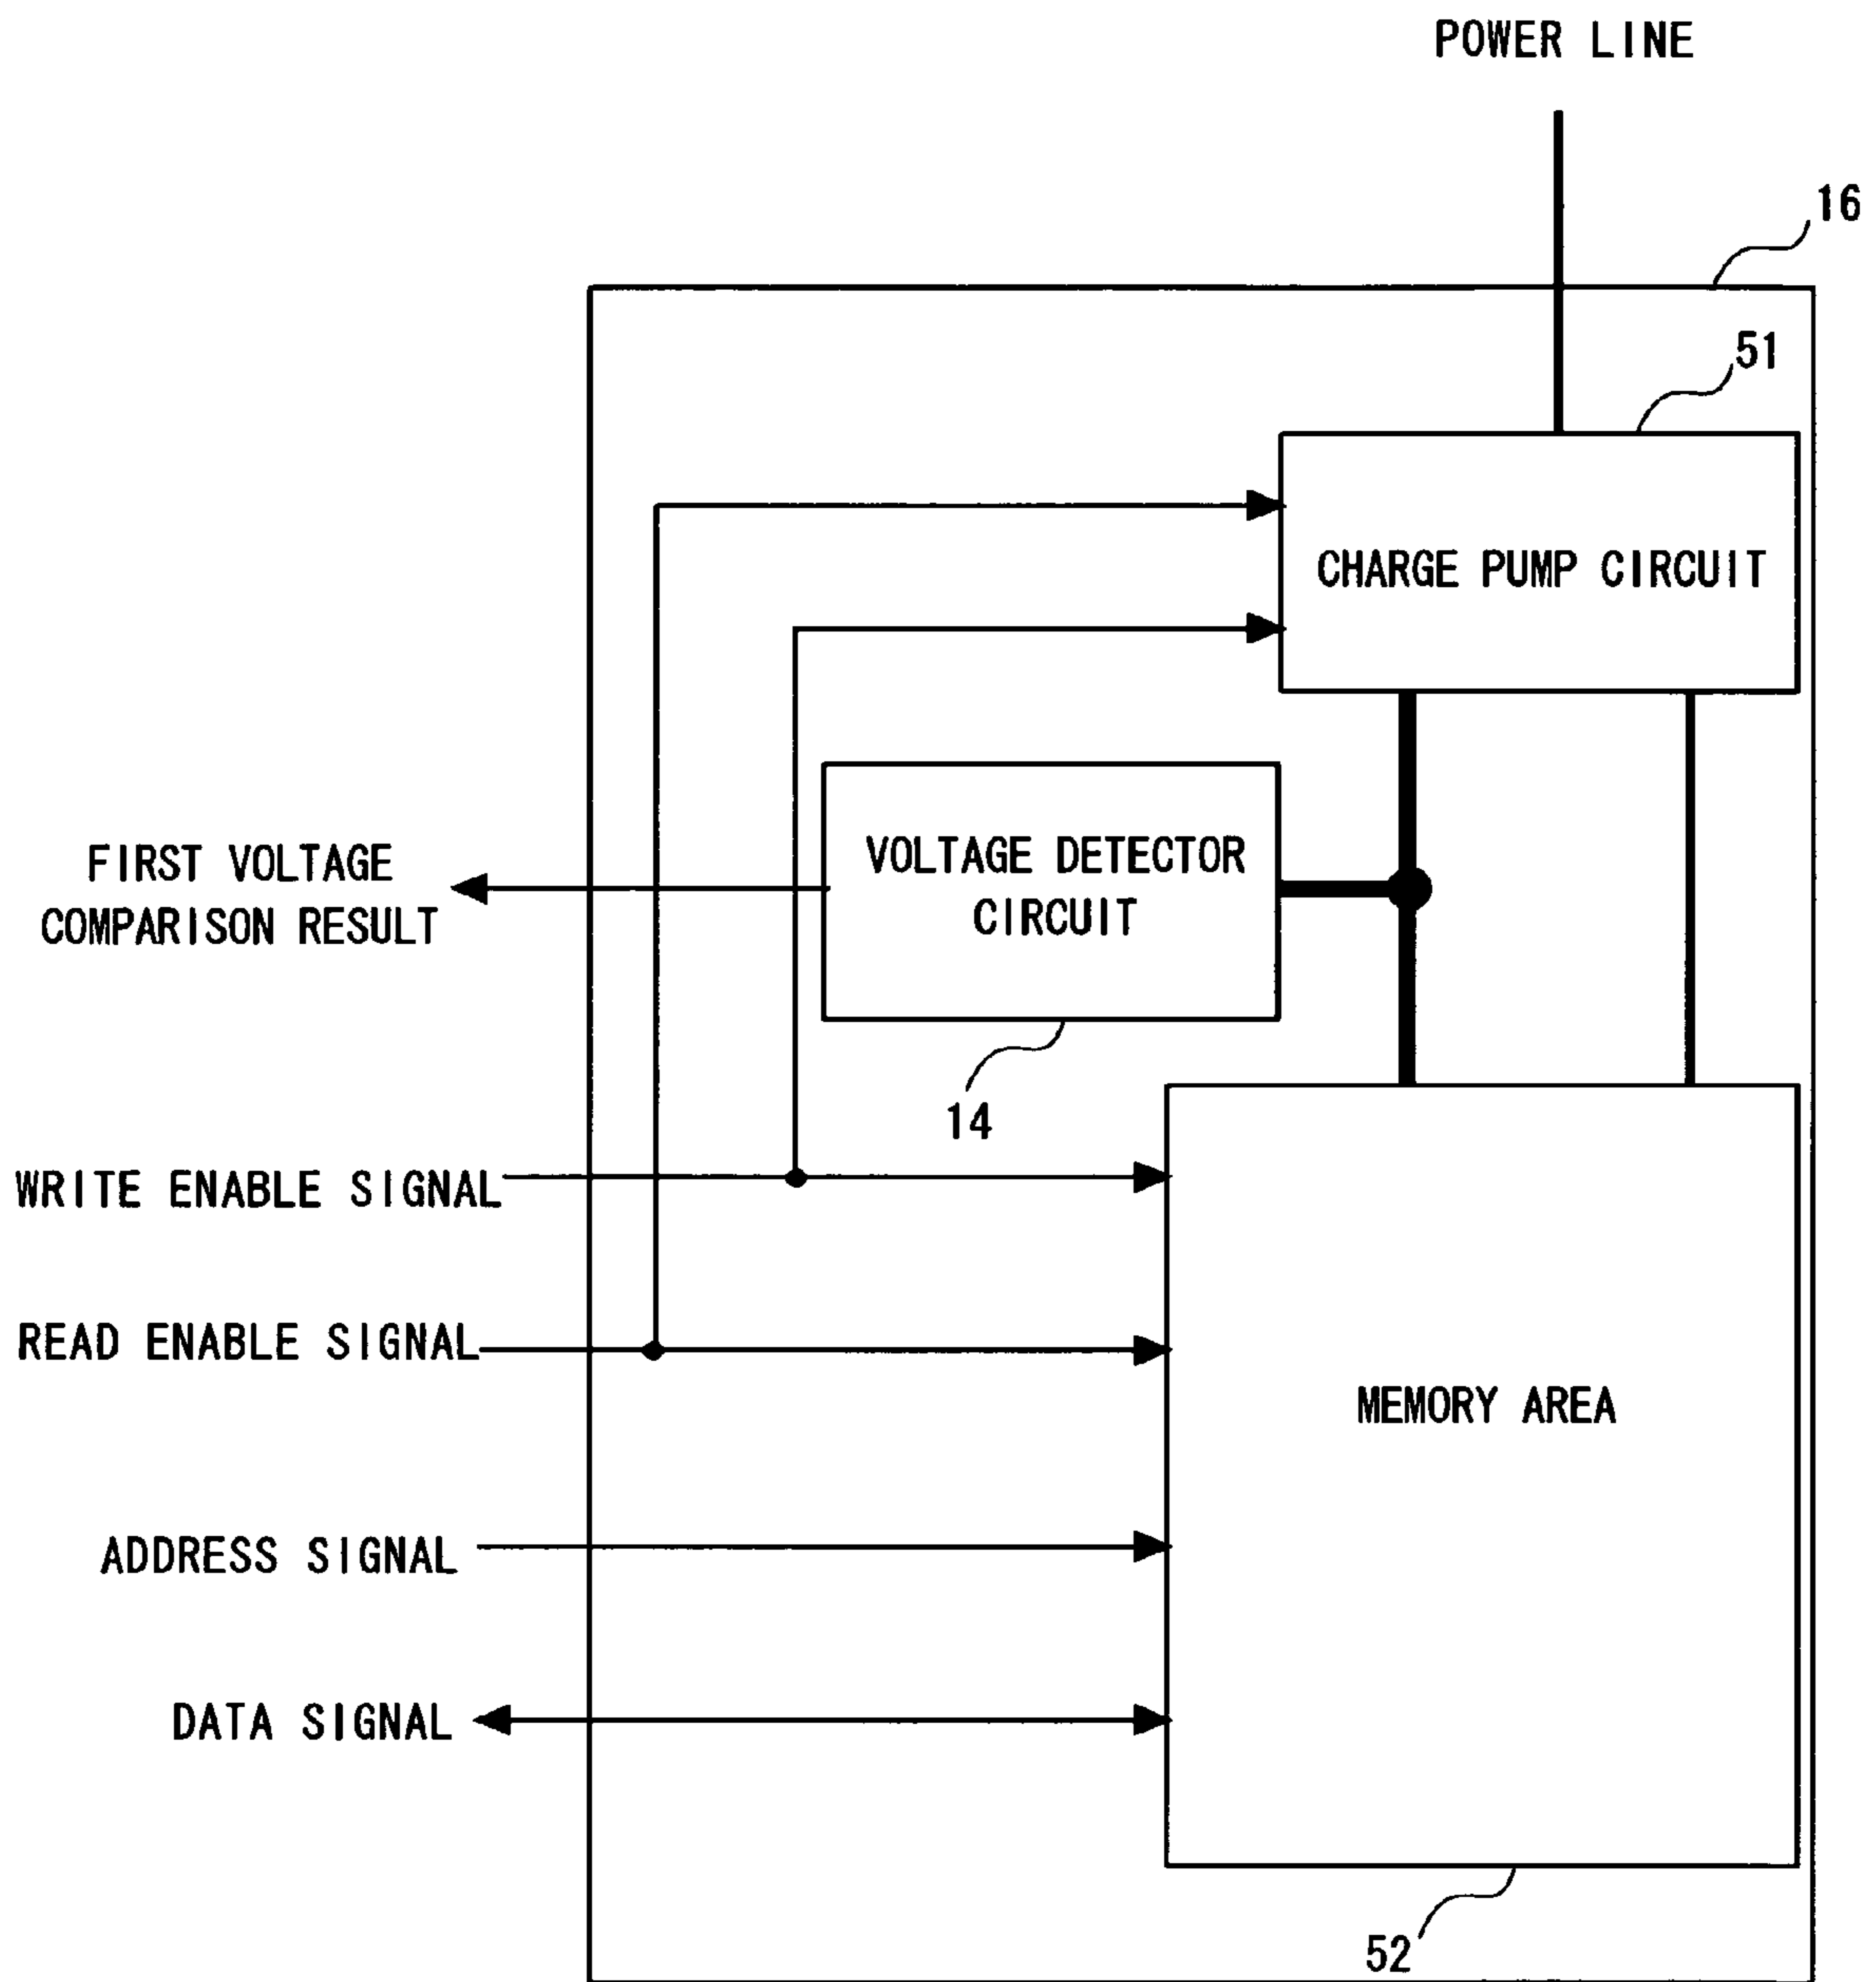 POWER LINE
16
51
CHARGE PUMP CIRCUIT
VOLTAGE DETECTOR
CIRCUIT
FIRST VOLTAGE
COMPARISON RESULT
14
WRITE ENABLE SIGNAL
READ ENABLE SIGNAL
MEMORY AREA
ADDRESS SIGNAL
DATA SIGNAL
52